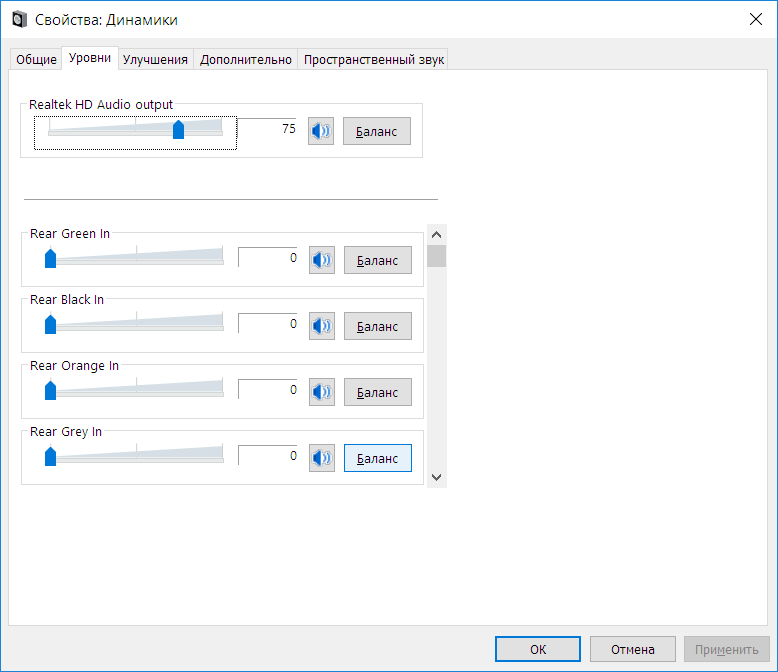 Свойства: Динамики
Общие Уровни Улучшения Дополнительно Пространственный звук
Realtek HD Audio output
75 Баланс
Rear Green In
0 Баланс
Rear Black In
0 Баланс
Rear Orange In
0 Баланс
Rear Grey In
0 Баланс
ОК Отмена Применить